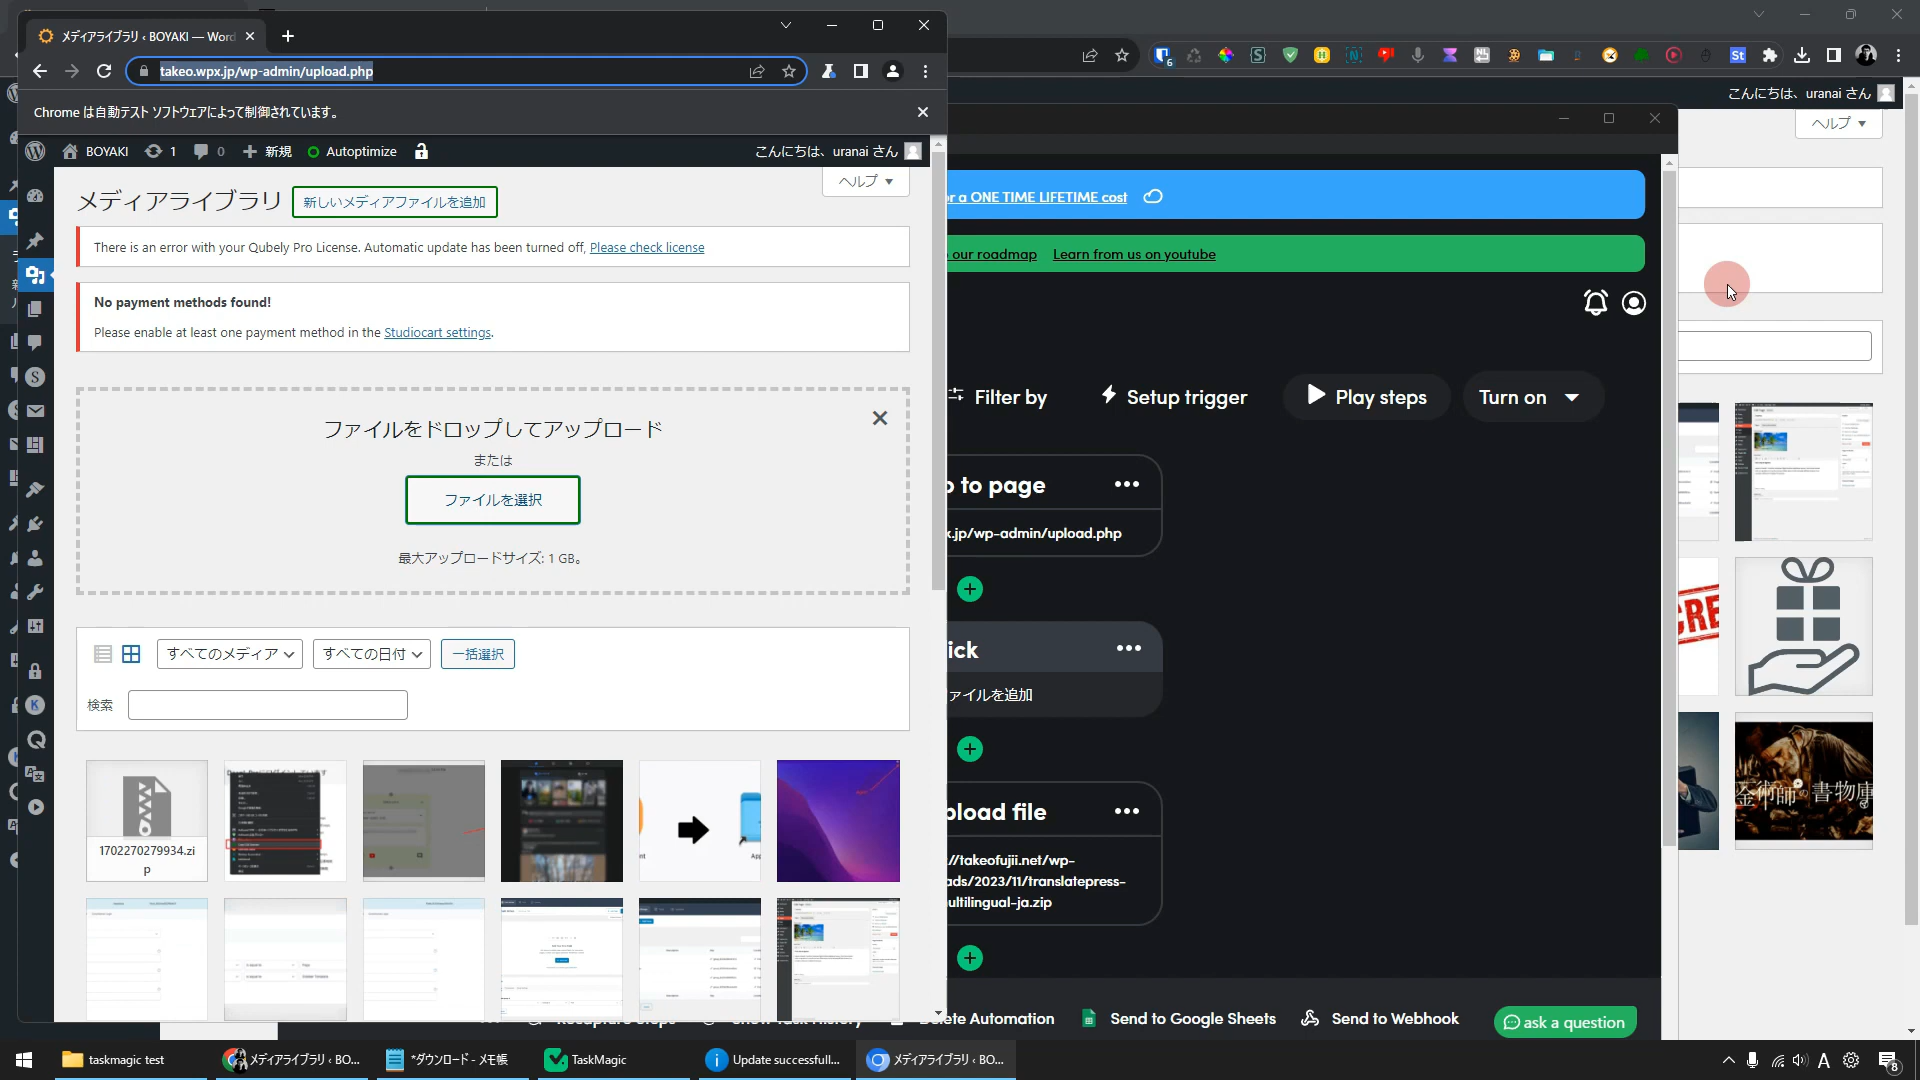 メディアライブラリ ‹ BOYAKI — Word
takeo.wpx.jp/wp-admin/upload.php
Chrome は自動テスト ソフトウェアによって制御されています。
BOYAKI 1 0 新規 Autoptimize こんにちは、uranai さん
メディアライブラリ
新しいメディアファイルを追加
ヘルプ
There is an error with your Qubely Pro License. Automatic update has been turned off, Please check license
No payment methods found!
Please enable at least one payment method in the Studiocart settings.
ファイルをドロップしてアップロード
または
ファイルを選択
最大アップロードサイズ: 1 GB。
すべてのメディア
すべての日付
一括選択
検索
1702270279934.zi
p
こんにちは、uranai さん
ヘルプ
r a ONE TIME LIFETIME cost
our roadmap Learn from us on youtube
Filter by
Setup trigger
Play steps
Turn on
o to page
.jp/wp-admin/upload.php
ick
ァイルを追加
pload file
//takeofujii.net/wp-
ads/2023/11/translatepress-
ultilingual-ja.zip
ete Automation
Send to Google Sheets
Send to Webhook
ask a question
CRE
金術師の書物庫
taskmagic test
メディアライブラリ ‹ BO...
*ダウンロード - メモ帳
TaskMagic
Update successfull...
メディアライブラリ ‹ BO...
A
8